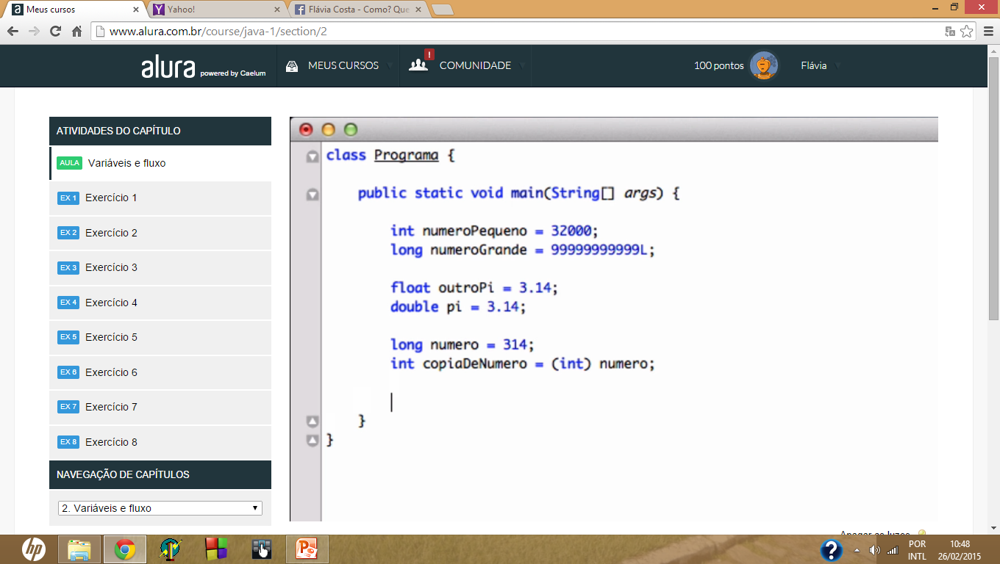 Meus cursos
Yahoo!
Flávia Costa - Como? Que
www.alura.com.br/course/java-1/section/2
alura powered by Caelum
MEUS CURSOS
!
COMUNIDADE
100 pontos
Flávia
ATIVIDADES DO CAPÍTULO
AULA Variáveis e fluxo
EX 1 Exercício 1
EX 2 Exercício 2
EX 3 Exercício 3
EX 4 Exercício 4
EX 5 Exercício 5
EX 6 Exercício 6
EX 7 Exercício 7
EX 8 Exercício 8
NAVEGAÇÃO DE CAPÍTULOS
2. Variáveis e fluxo
class Programa {
public static void main(String[] args) {
int numeroPequeno = 32000;
long numeroGrande = 99999999999L;
float outroPi = 3.14;
double pi = 3.14;
long numero = 314;
int copiaDeNumero = (int) numero;
}
}
Apagar as luzes
hp
POR
INTL
10:48
26/02/2015